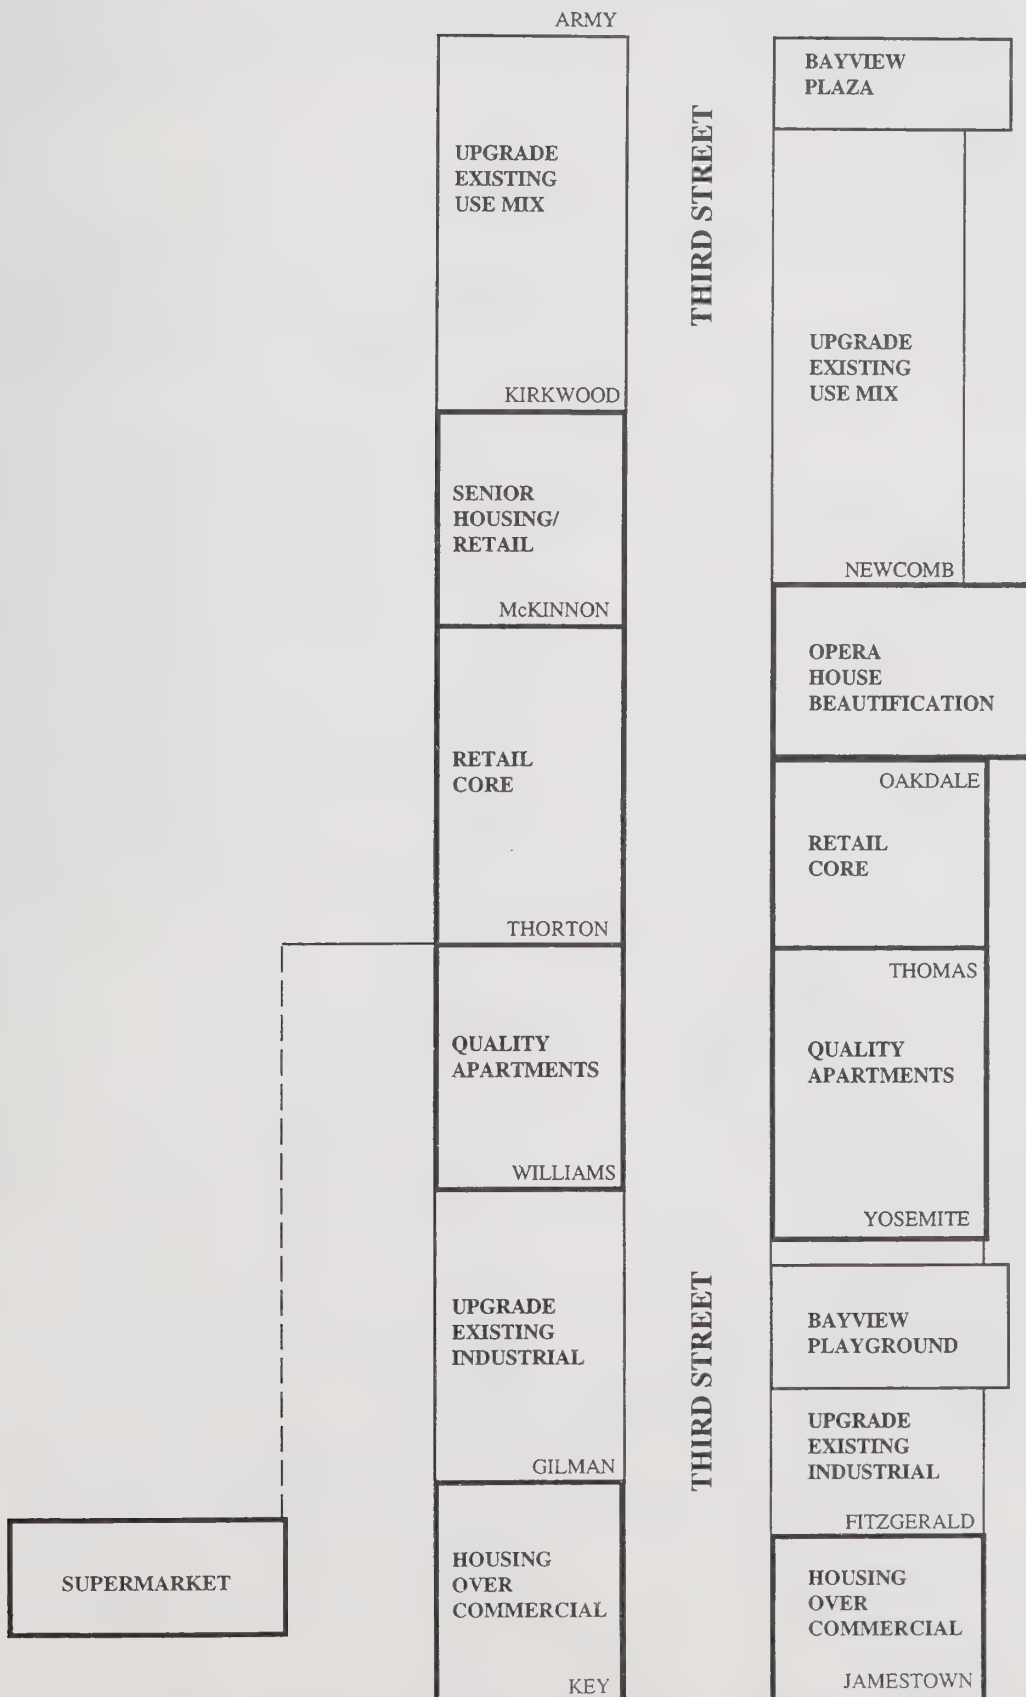 ARMY
UPGRADE
EXISTING
USE MIX
KIRKWOOD
SENIOR
HOUSING/
RETAIL
McKINNON
RETAIL
CORE
THORTON
QUALITY
APARTMENTS
WILLIAMS
UPGRADE
EXISTING
INDUSTRIAL
GILMAN
HOUSING
OVER
COMMERCIAL
KEY
SUPERMARKET
THIRD STREET
THIRD STREET
BAYVIEW
PLAZA
UPGRADE
EXISTING
USE MIX
NEWCOMB
OPERA
HOUSE
BEAUTIFICATION
OAKDALE
RETAIL
CORE
THOMAS
QUALITY
APARTMENTS
YOSEMITE
BAYVIEW
PLAYGROUND
UPGRADE
EXISTING
INDUSTRIAL
FITZGERALD
HOUSING
OVER
COMMERCIAL
JAMESTOWN